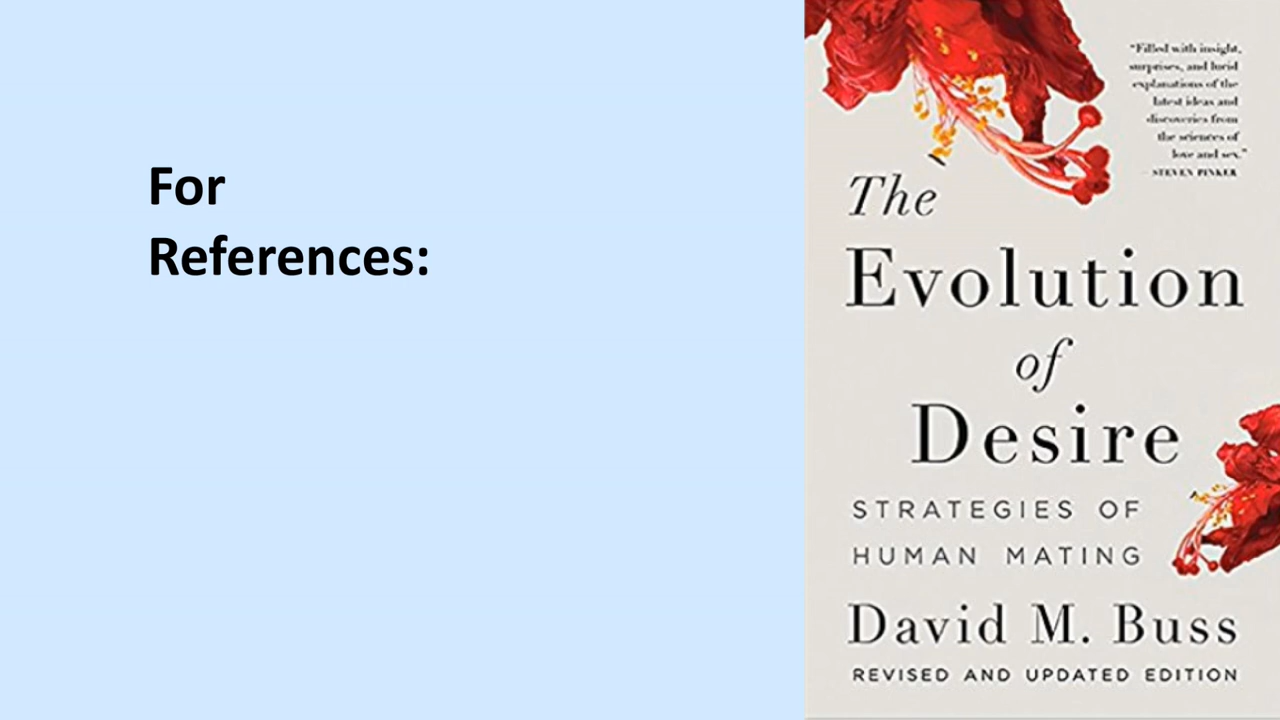 For
References:
“Filled with insight,
surprises, and lucid
explanations of the
latest ideas and
discoveries from
the sciences of
love and sex.”
– STEVEN PINKER
The
Evolution
of
Desire
STRATEGIES OF
HUMAN MATING
David M. Buss
REVISED AND UPDATED EDITION